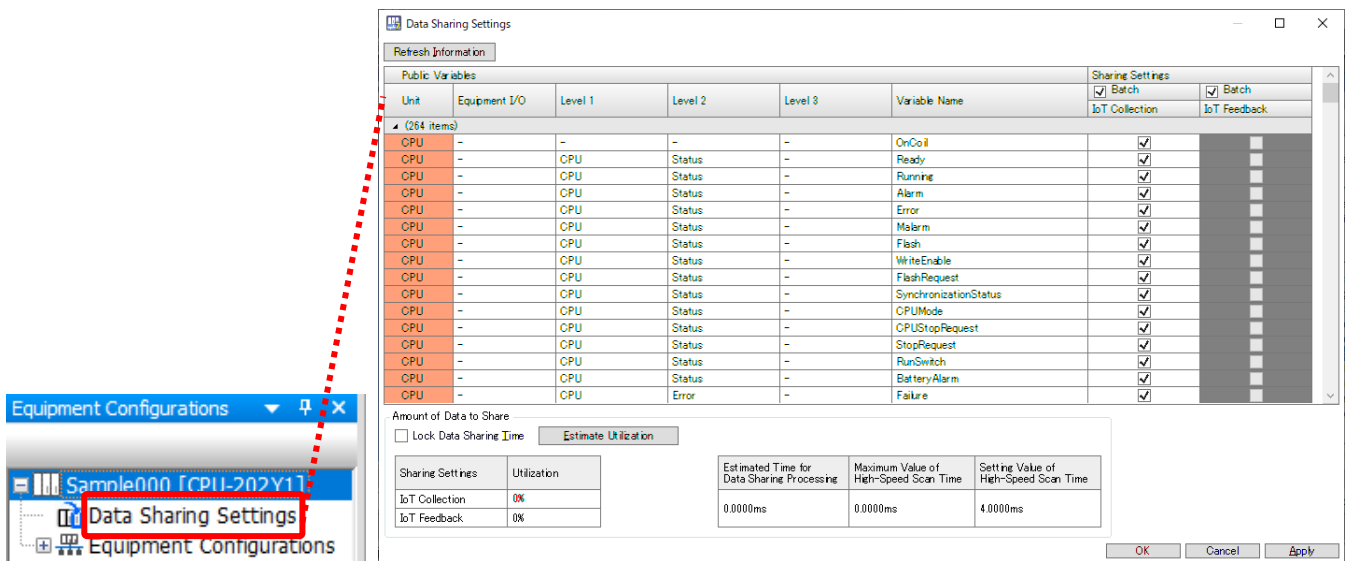 Data Sharing Settings
Refresh Information
Public Variables Sharing Settings
Unit Equipment I/O Level 1 Level 2 Level 3 Variable Name Batch Batch
IoT Collection IoT Feedback
(264 items)
CPU - - - - OnCoil
CPU - CPU Status - Ready
CPU - CPU Status - Running
CPU - CPU Status - Alarm
CPU - CPU Status - Error
CPU - CPU Status - Malarm
CPU - CPU Status - Flash
CPU - CPU Status - WriteEnable
CPU - CPU Status - FlashRequest
CPU - CPU Status - SynchronizationStatus
CPU - CPU Status - CPUMode
CPU - CPU Status - CPUStopRequest
CPU - CPU Status - StopRequest
CPU - CPU Status - RunSwitch
CPU - CPU Status - BatteryAlarm
CPU - CPU Error - Failure
Amount of Data to Share
Lock Data Sharing Time Estimate Utilization
Sharing Settings Utilization
IoT Collection 0%
IoT Feedback 0%
Estimated Time for Data Sharing Processing Maximum Value of High-Speed Scan Time Setting Value of High-Speed Scan Time
0.0000ms 0.0000ms 4.0000ms
OK Cancel Apply
Equipment Configurations
Sample000 [CPU-202Y1]
Data Sharing Settings
Equipment Configurations